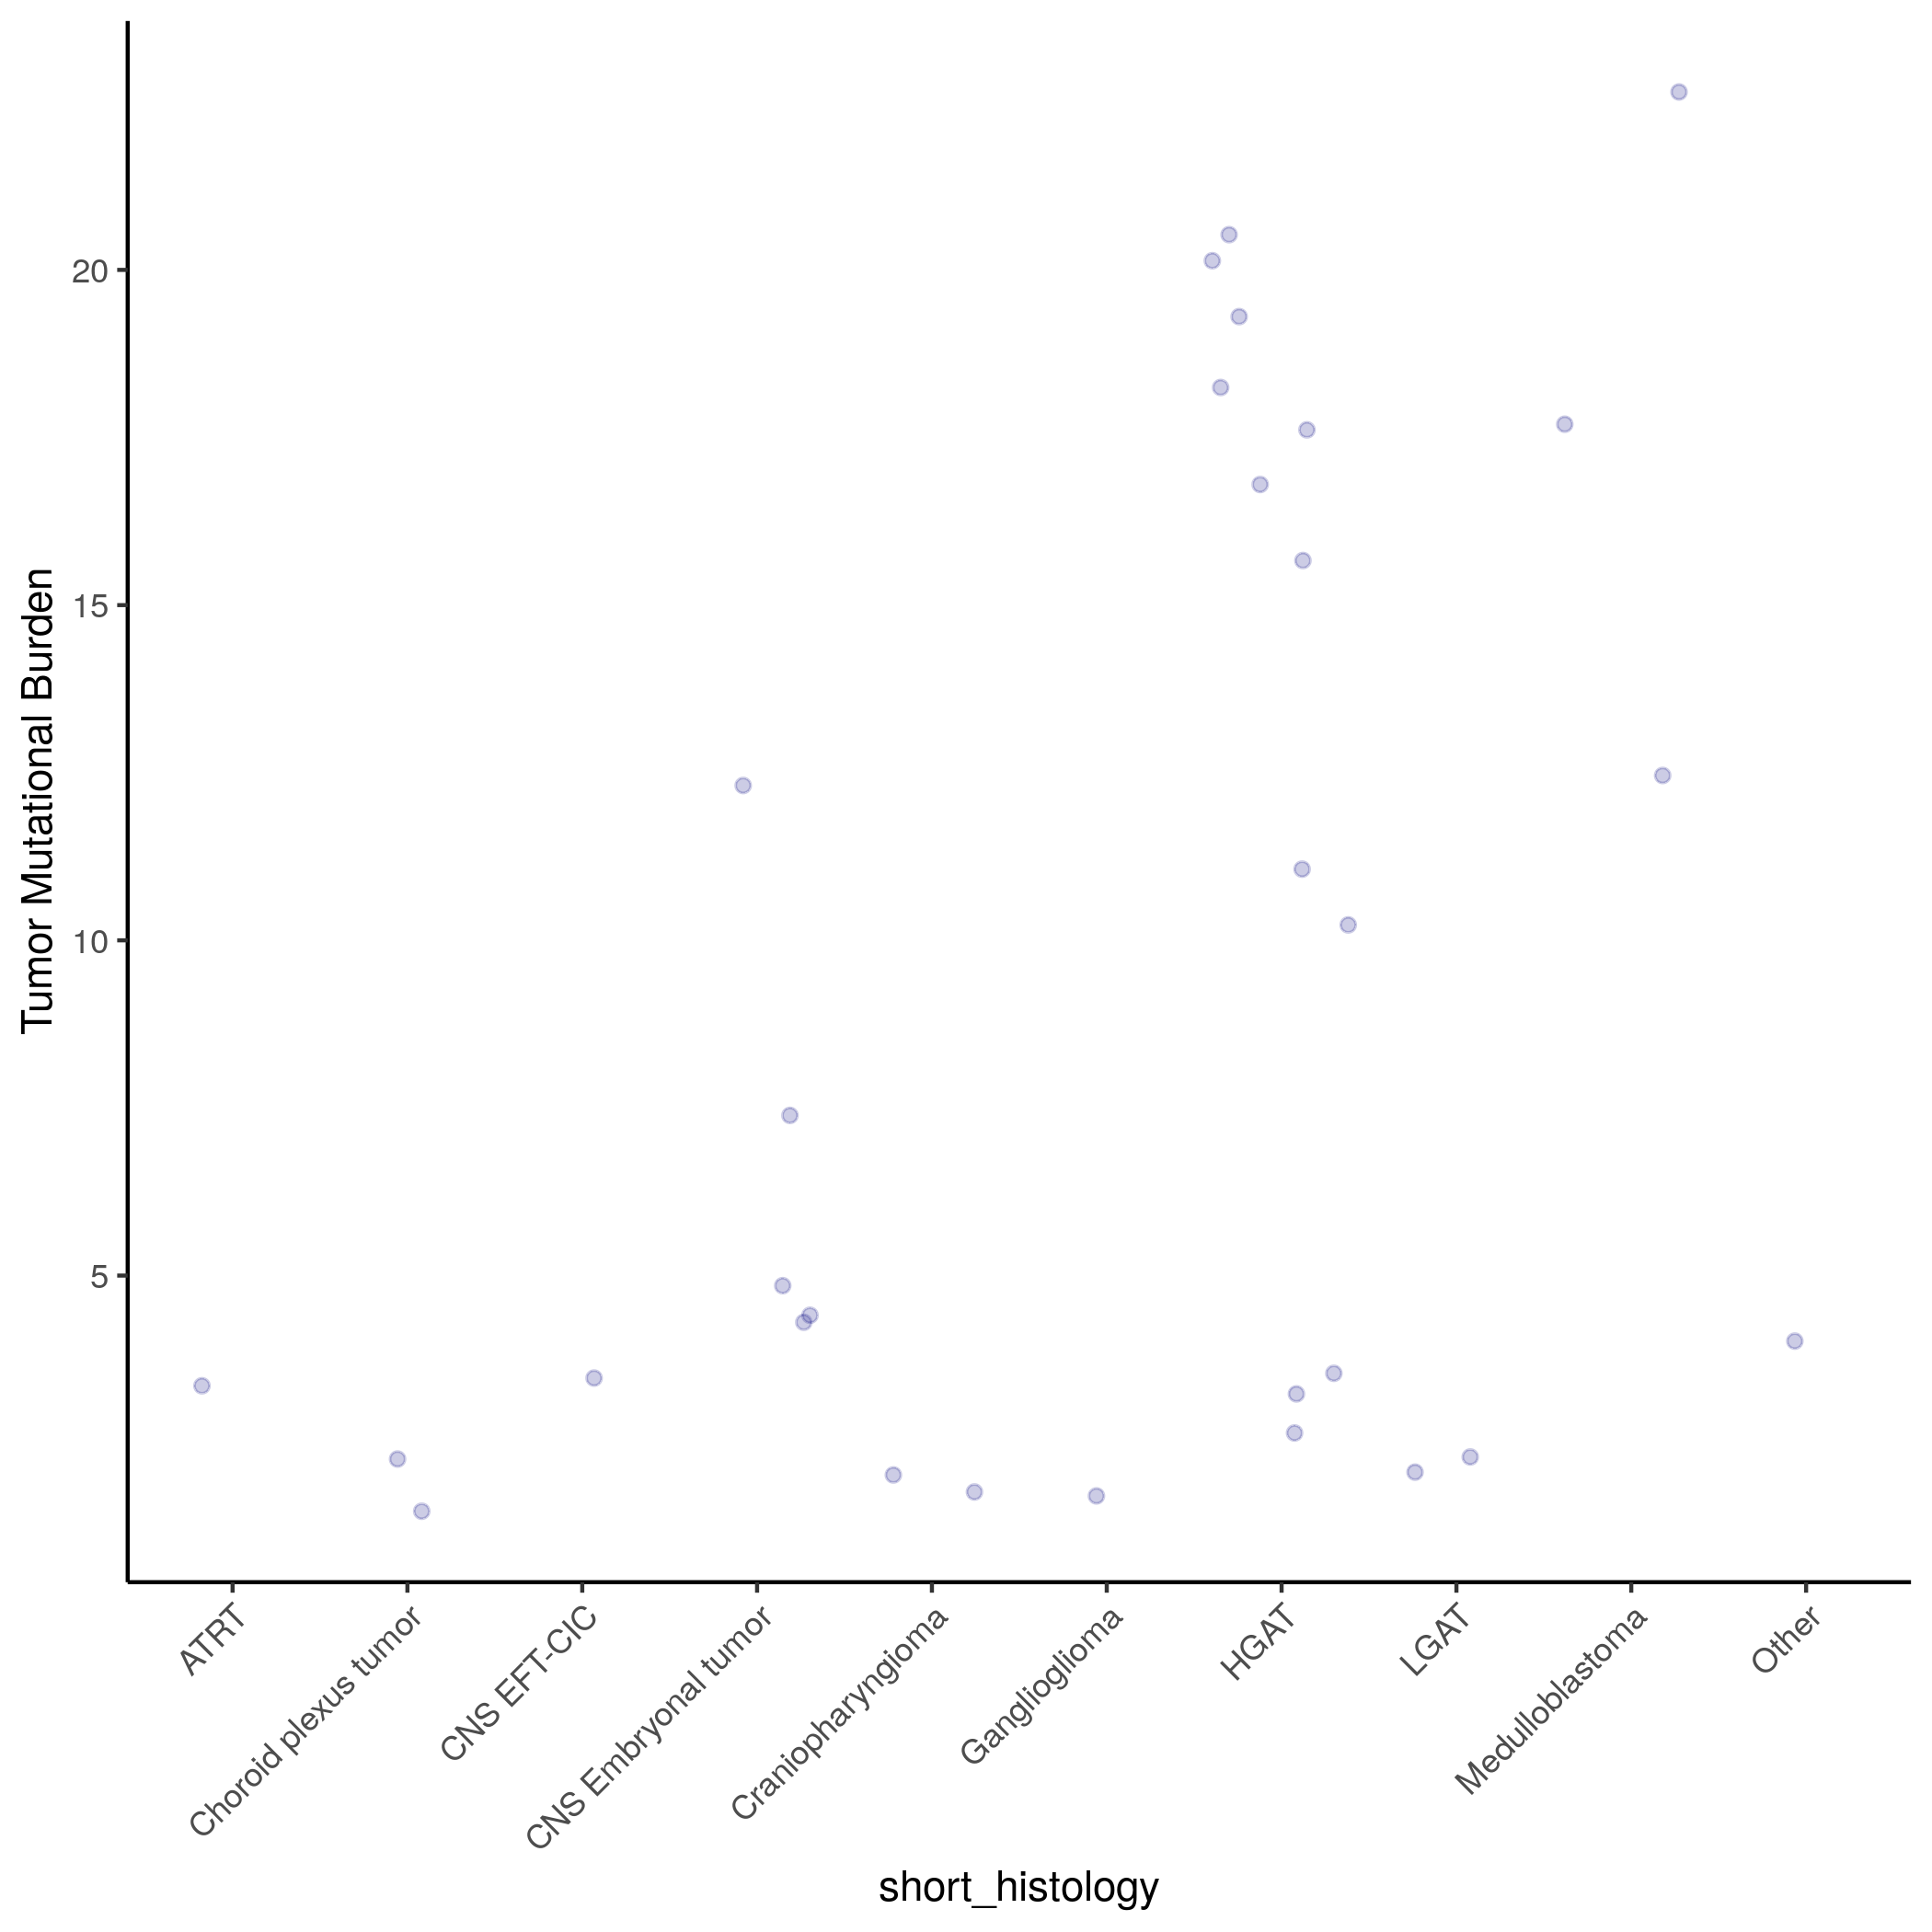 Tumor Mutational Burden
20
15
10
5
ATRT
Choroid plexus tumor
CNS EFT-CIC
CNS Embryonal tumor
Craniopharyngioma
Ganglioglioma
HGAT
LGAT
Medulloblastoma
Other
short_histology